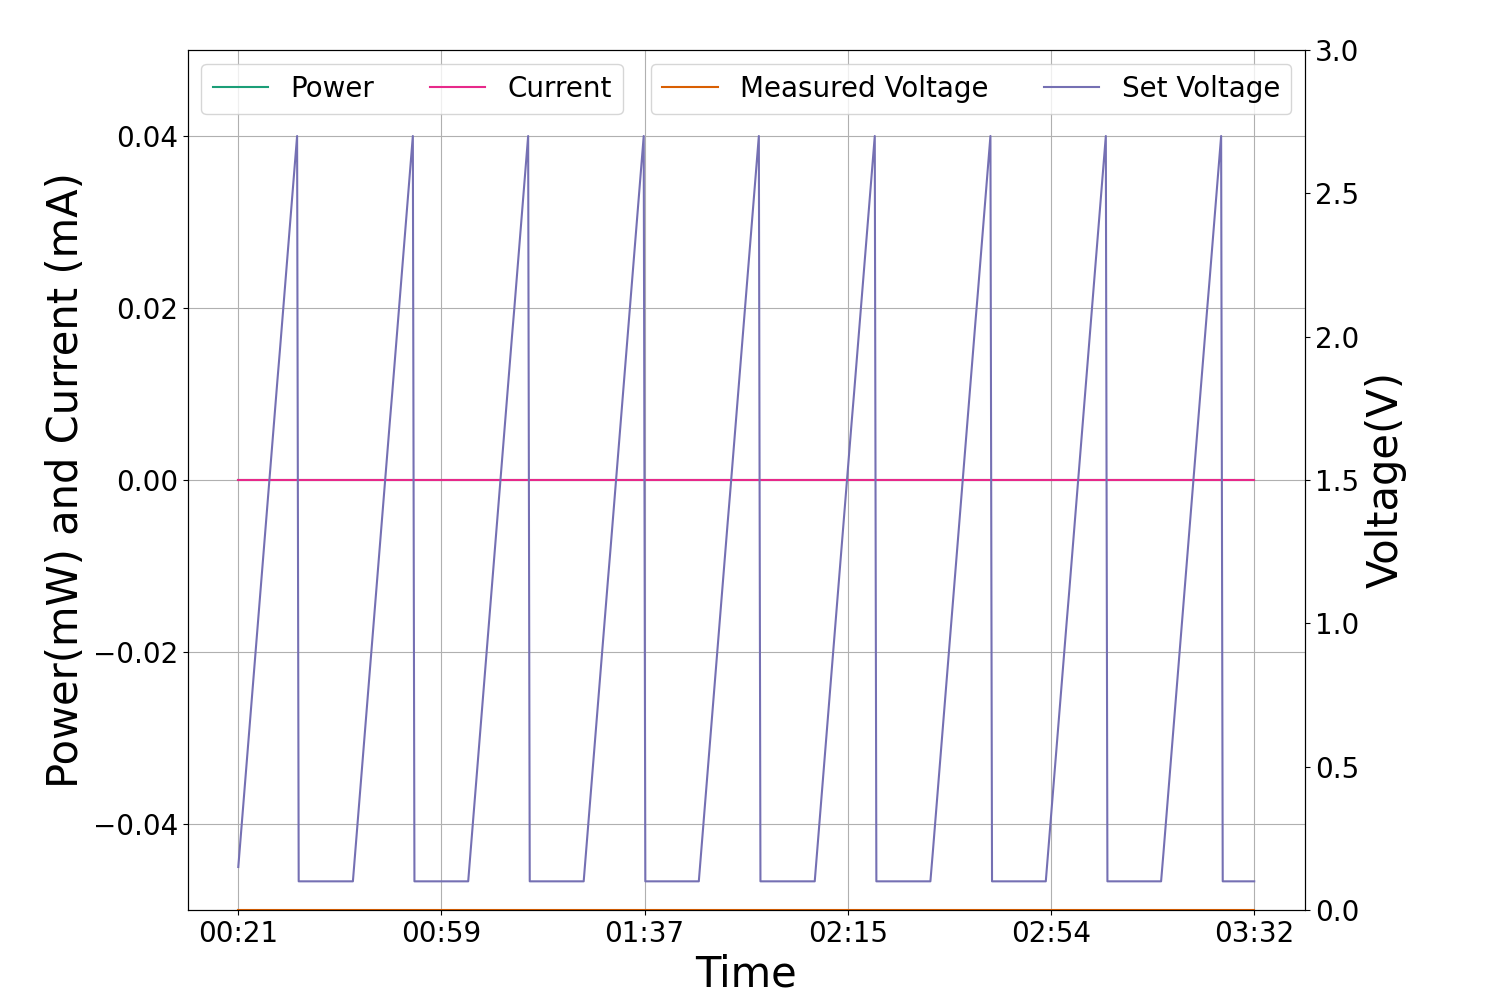 Power Current Measured Voltage Set Voltage
Power(mW) and Current (mA)
0.04
0.02
0.00
−0.02
−0.04
3.0
2.5
2.0
1.5
1.0
0.5
0.0
Voltage(V)
00:21 00:59 01:37 02:15 02:54 03:32
Time